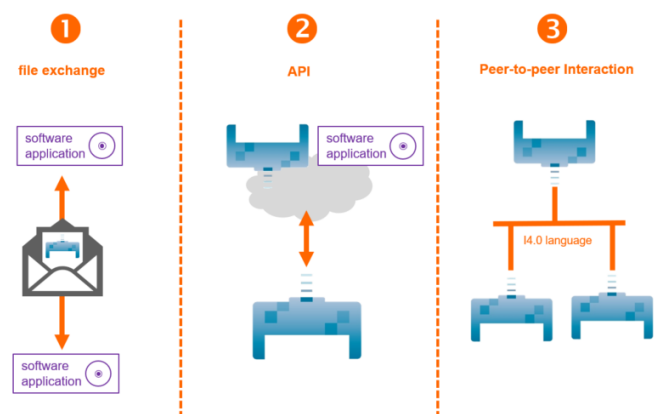 1
file exchange
software
application
software
application
2
API
software
application
3
Peer-to-peer Interaction
I4.0 language